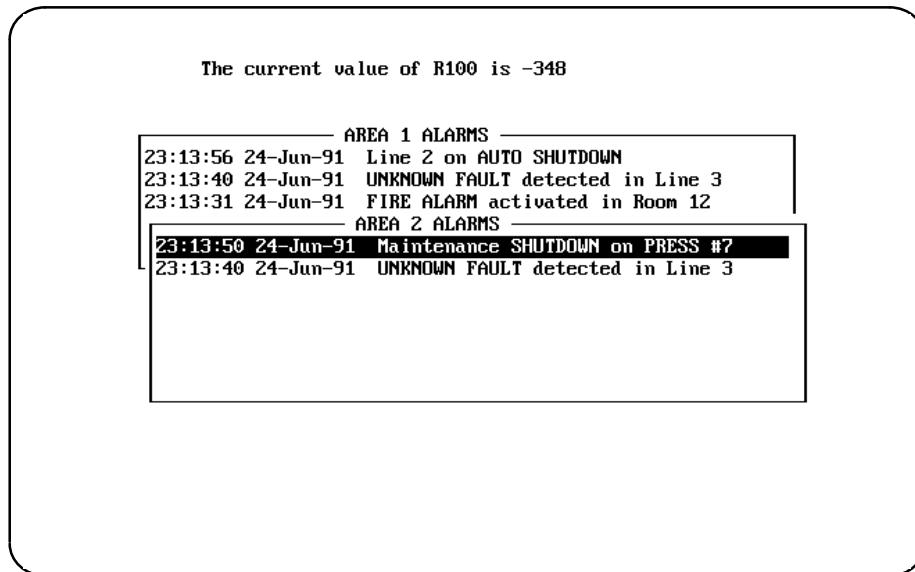 The current value of R100 is -348
AREA 1 ALARMS
23:13:56 24-Jun-91 Line 2 on AUTO SHUTDOWN
23:13:40 24-Jun-91 UNKNOWN FAULT detected in Line 3
23:13:31 24-Jun-91 FIRE ALARM activated in Room 12
AREA 2 ALARMS
23:13:50 24-Jun-91 Maintenance SHUTDOWN on PRESS #7
23:13:40 24-Jun-91 UNKNOWN FAULT detected in Line 3